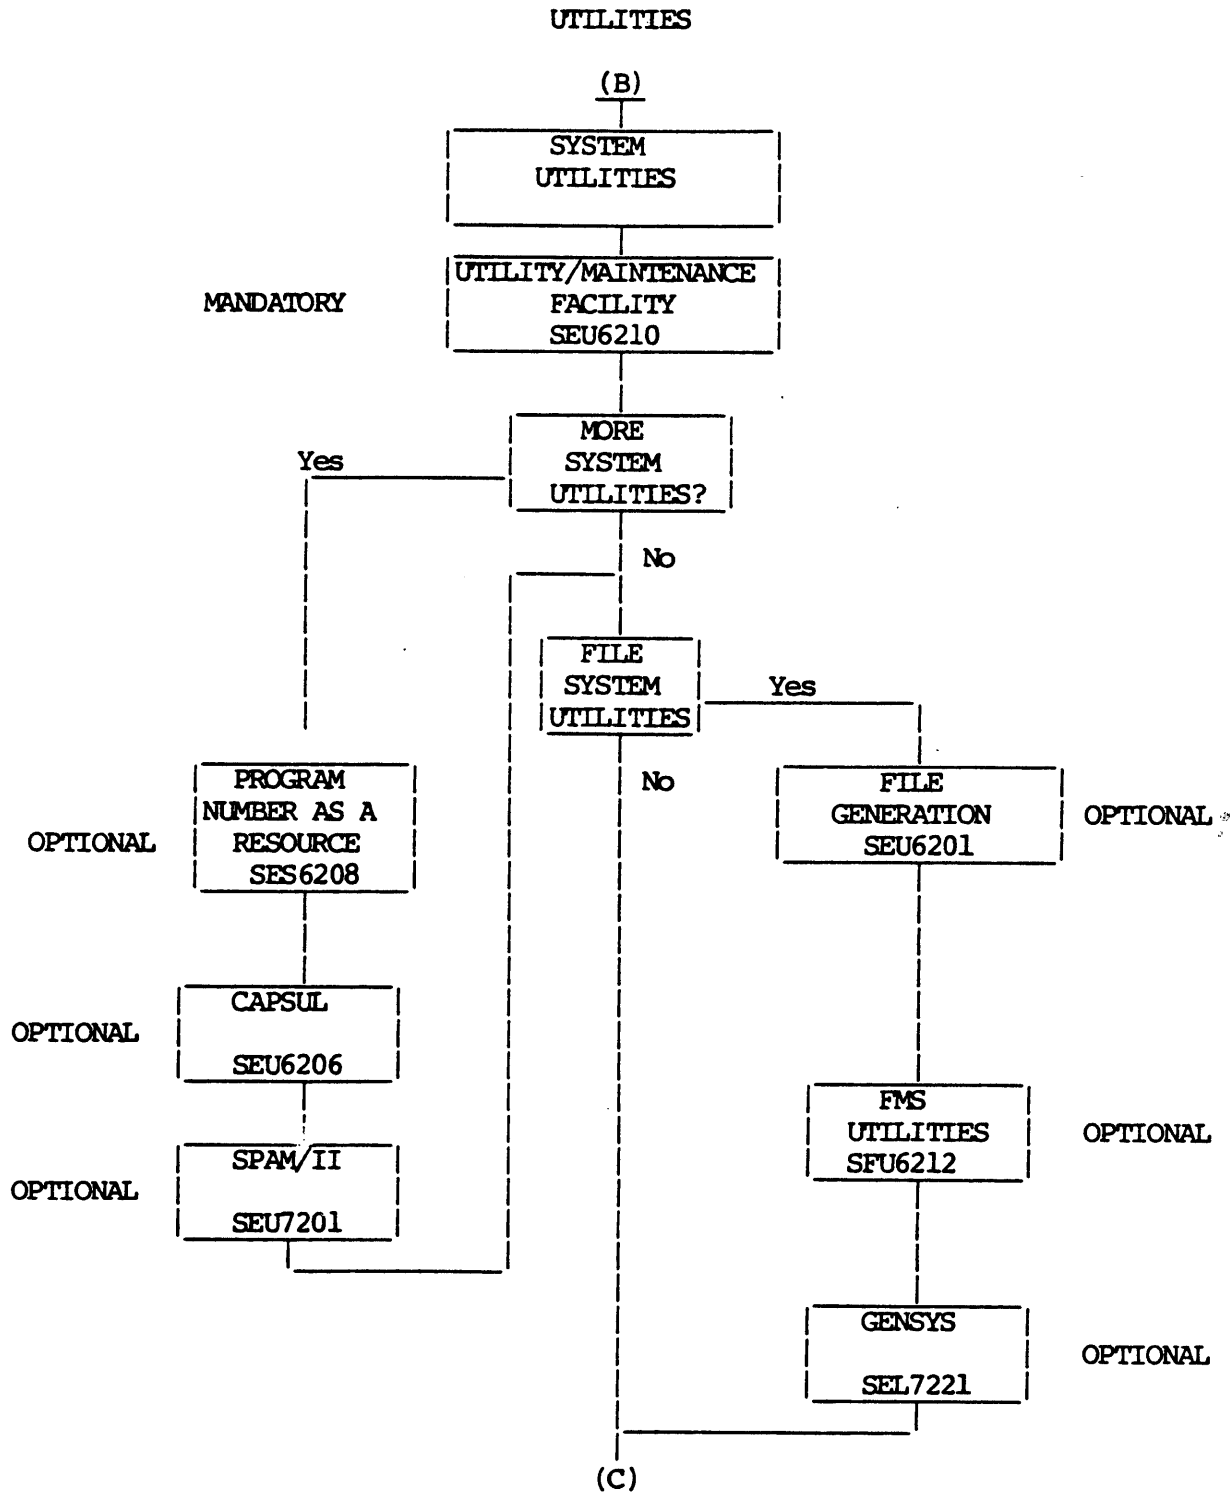 UTILITIES
(B)
SYSTEM
UTILITIES
UTILITY/MAINTENANCE
MANDATORY
FACILITY
SEU6210
MORE
Yes
SYSTEM
UTILITIES?
No
FILE
SYSTEM
Yes
UTILITIES
No
PROGRAM
NUMBER AS A
OPTIONAL
RESOURCE
SES6208
FILE
GENERATION
OPTIONAL
SEU6201
CAPSUL
OPTIONAL
SEU6206
FMS
UTILITIES
OPTIONAL
SFU6212
SPAM/II
OPTIONAL
SEU7201
GENSYS
OPTIONAL
SEL7221
(C)